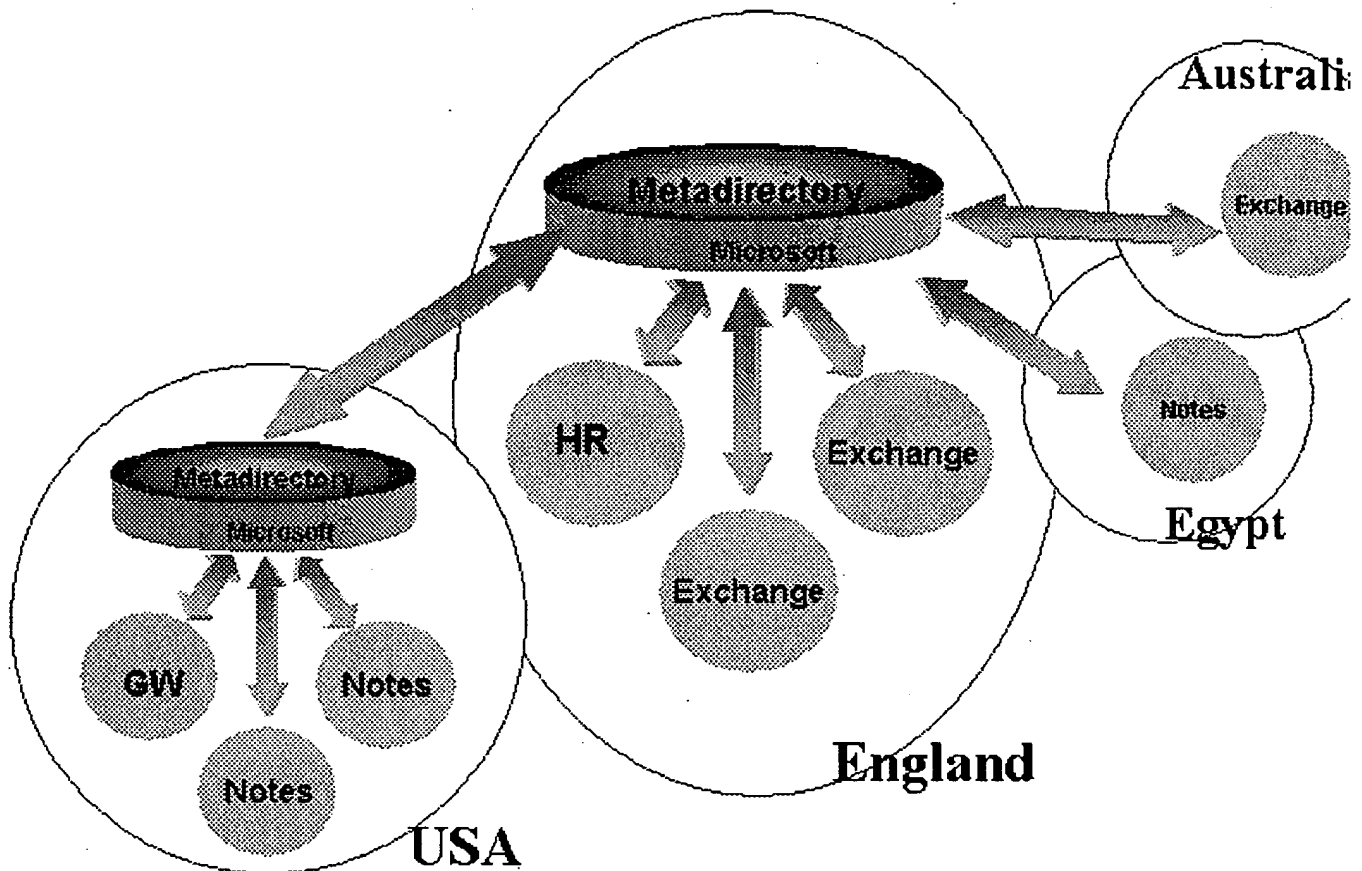 Australi
Metadirectory
Microsoft
Exchange
HR
Exchange
Notes
Exchange
Egypt
Metadirectory
Microsoft
GW
Notes
Notes
England
USA